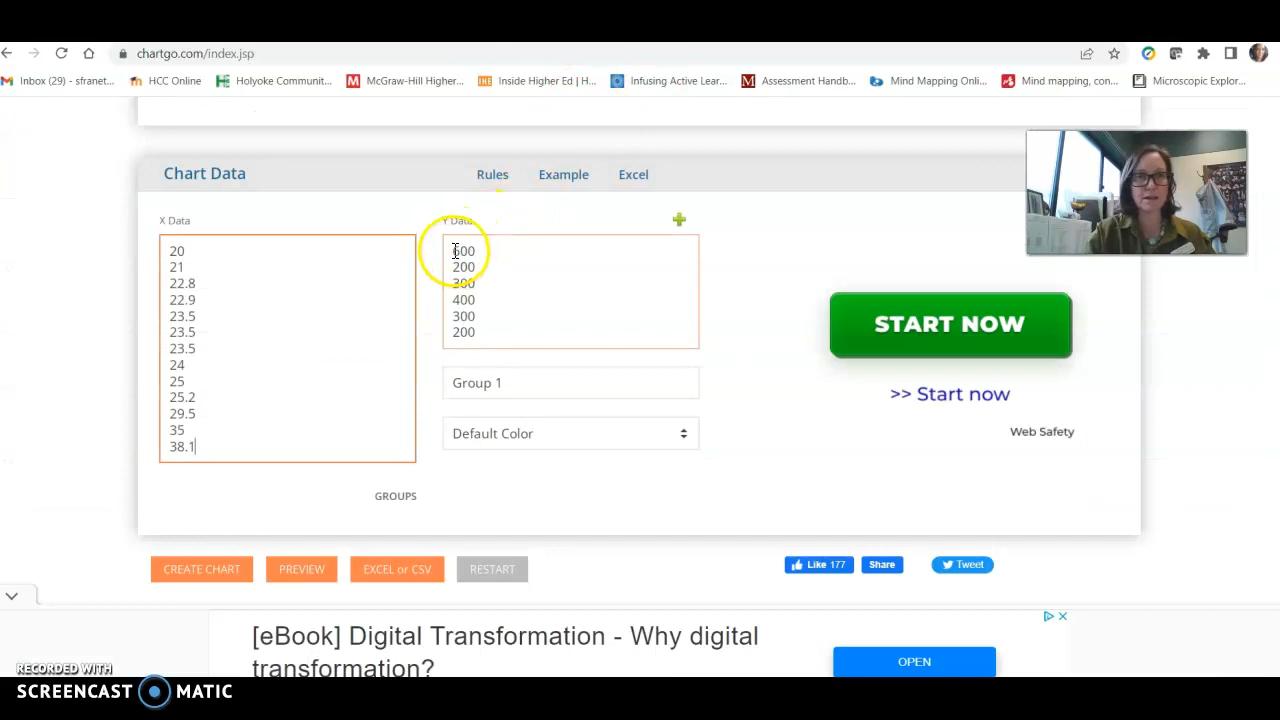 chartgo.com/index.jsp
Inbox (29) - sfranet...
HCC Online
Holyoke Communit...
McGraw-Hill Higher...
Inside Higher Ed | H...
Infusing Active Lear...
Assessment Handb...
Mind Mapping Onli...
Mind mapping, con...
Microscopic Explor...
Chart Data
Rules
Example
Excel
X Data
20
21
22.8
22.9
23.5
23.5
23.5
24
25
25.2
29.5
35
38.1
Y Data
600
200
300
400
300
200
Group 1
Default Color
GROUPS
START NOW
>> Start now
Web Safety
CREATE CHART
PREVIEW
EXCEL or CSV
RESTART
Like 177
Share
Tweet
[eBook] Digital Transformation - Why digital
transformation?
OPEN
RECORDED WITH
SCREENCAST MATIC